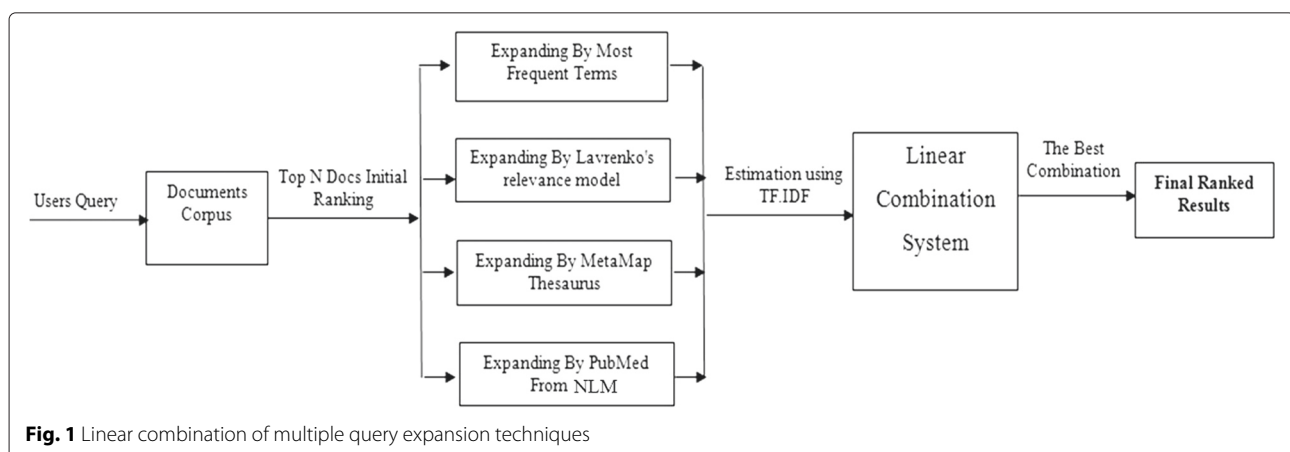 Users Query
Documents
Corpus
Top N Docs Initial
Ranking
Expanding By Most
Frequent Terms
Expanding By Lavrenko's
relevance model
Expanding By MetaMap
Thesaurus
Expanding By PubMed
From NLM
Estimation using
TF.IDF
Linear
Combination
System
The Best
Combination
Final Ranked
Results
Fig. 1 Linear combination of multiple query expansion techniques